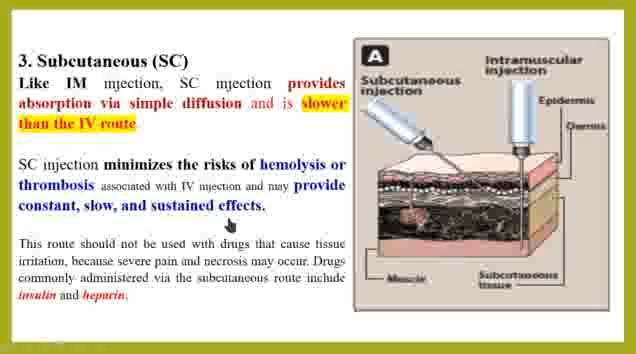 3. Subcutaneous (SC)
Like IM injection, SC injection provides
absorption via simple diffusion and is slower
than the IV route.
SC injection minimizes the risks of hemolysis or
thrombosis associated with IV injection and may provide
constant, slow, and sustained effects.
This route should not be used with drugs that cause tissue
irritation, because severe pain and necrosis may occur. Drugs
commonly administered via the subcutaneous route include
insulin and heparin.
A
Subcutaneous
injection
Intramuscular
injection
Epidermis
Dermis
Muscle
Subcutaneous
tissue